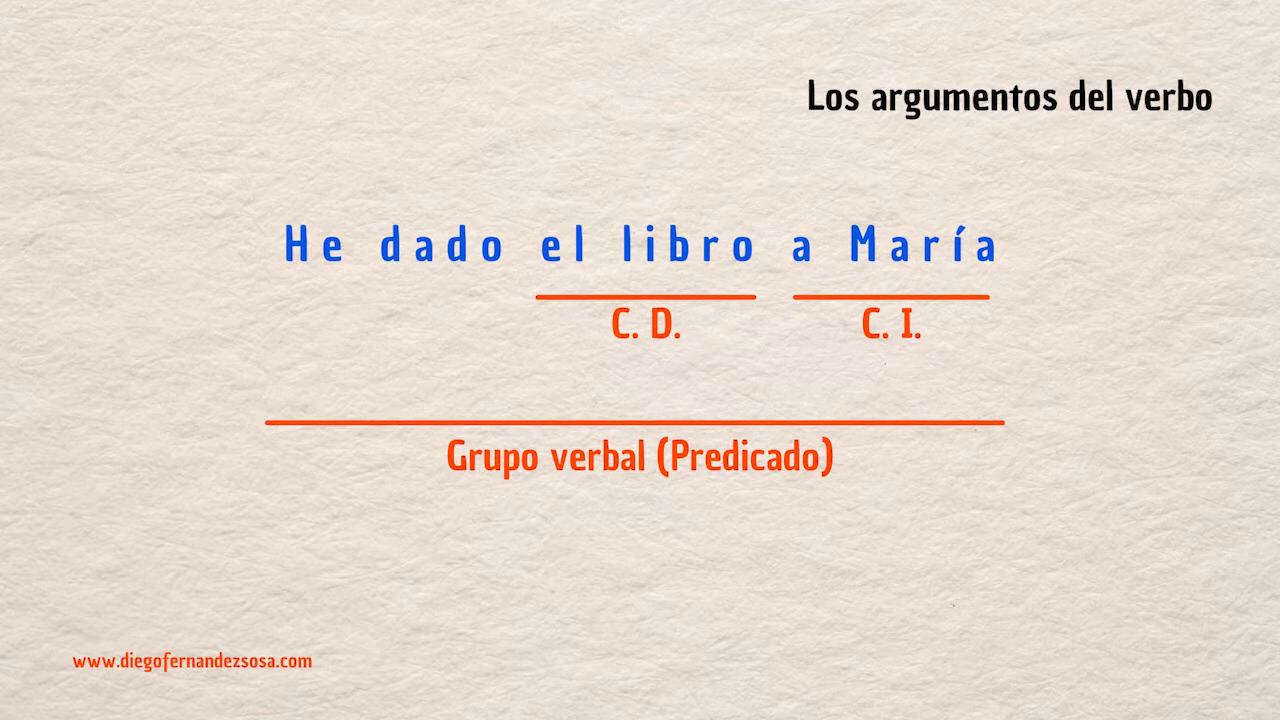 Los argumentos del verbo
He dado el libro a María
C. D. C. I.
Grupo verbal (Predicado)
www.diegofernandezsosa.com